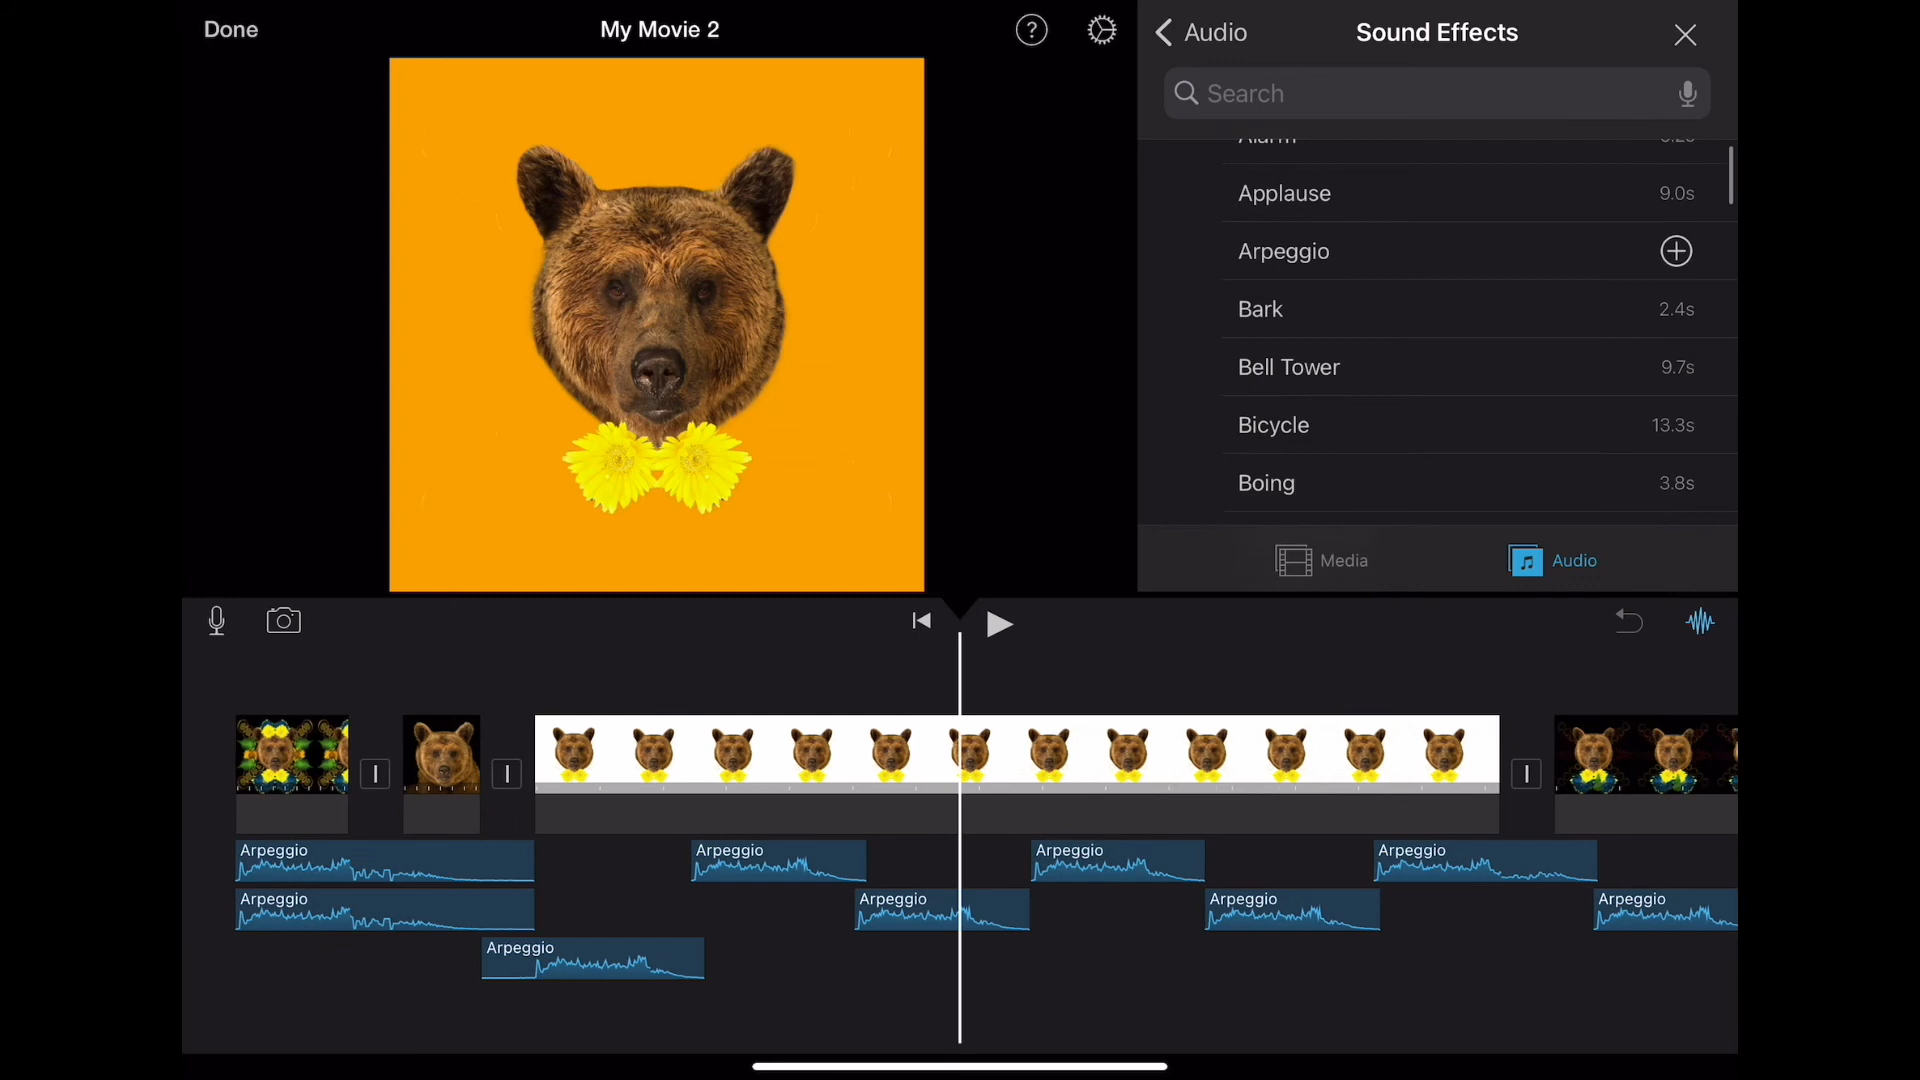 Done
My Movie 2
?
Audio
Sound Effects
Search
Alarm
Applause
9.0s
Arpeggio
Bark
2.4s
Bell Tower
9.7s
Bicycle
13.3s
Boing
3.8s
Media
Audio
Arpeggio
Arpeggio
Arpeggio
Arpeggio
Arpeggio
Arpeggio
Arpeggio
Arpeggio
Arpeggio